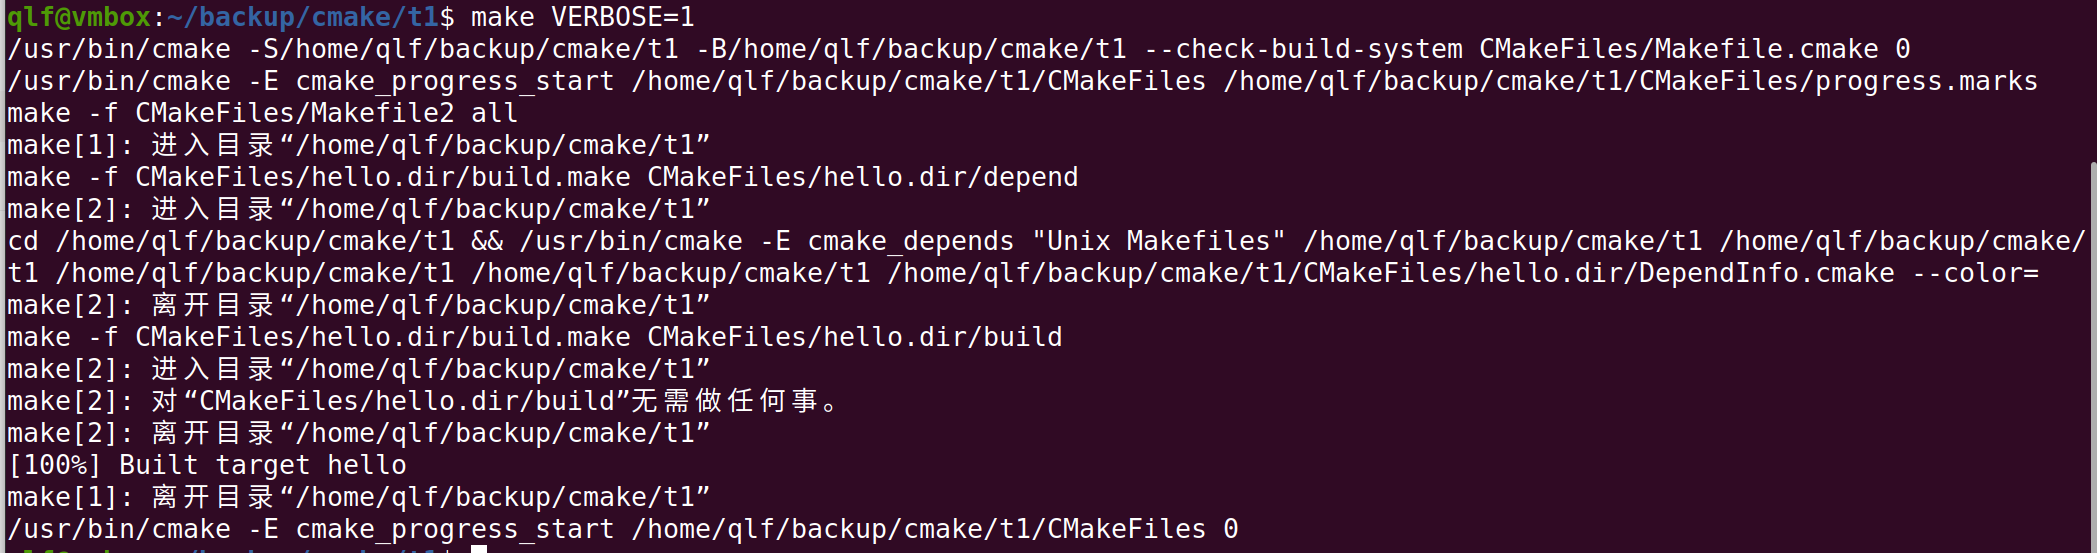 qlf@vmbox:~/backup/cmake/t1$ make VERBOSE=1
/usr/bin/cmake -S/home/qlf/backup/cmake/t1 -B/home/qlf/backup/cmake/t1 --check-build-system CMakeFiles/Makefile.cmake 0
/usr/bin/cmake -E cmake_progress_start /home/qlf/backup/cmake/t1/CMakeFiles /home/qlf/backup/cmake/t1/CMakeFiles/progress.marks
make -f CMakeFiles/Makefile2 all
make[1]: 进入目录“/home/qlf/backup/cmake/t1”
make -f CMakeFiles/hello.dir/build.make CMakeFiles/hello.dir/depend
make[2]: 进入目录“/home/qlf/backup/cmake/t1”
cd /home/qlf/backup/cmake/t1 && /usr/bin/cmake -E cmake_depends "Unix Makefiles" /home/qlf/backup/cmake/t1 /home/qlf/backup/cmake/
t1 /home/qlf/backup/cmake/t1 /home/qlf/backup/cmake/t1 /home/qlf/backup/cmake/t1/CMakeFiles/hello.dir/DependInfo.cmake --color=
make[2]: 离开目录“/home/qlf/backup/cmake/t1”
make -f CMakeFiles/hello.dir/build.make CMakeFiles/hello.dir/build
make[2]: 进入目录“/home/qlf/backup/cmake/t1”
make[2]: 对“CMakeFiles/hello.dir/build”无需做任何事。
make[2]: 离开目录“/home/qlf/backup/cmake/t1”
[100%] Built target hello
make[1]: 离开目录“/home/qlf/backup/cmake/t1”
/usr/bin/cmake -E cmake_progress_start /home/qlf/backup/cmake/t1/CMakeFiles 0